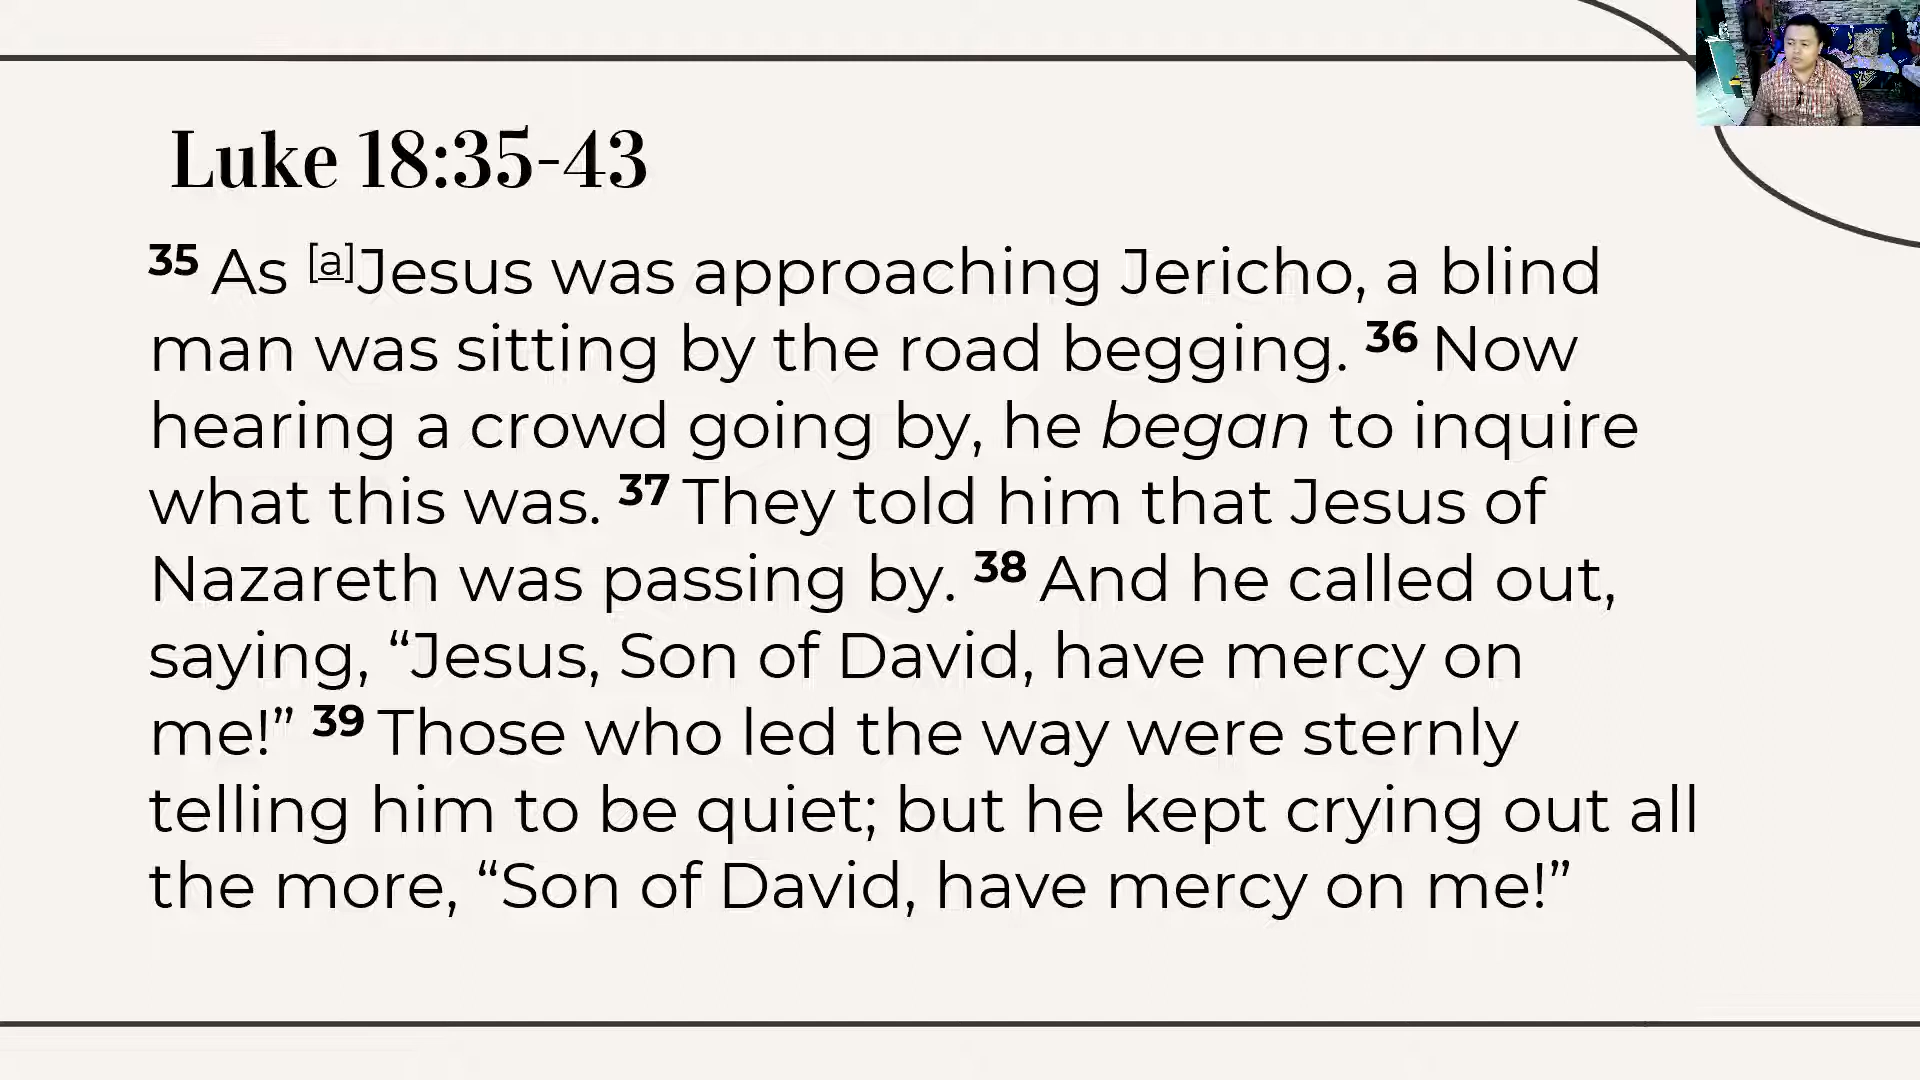 Luke 18:35-43
35 As [a]Jesus was approaching Jericho, a blind
man was sitting by the road begging. 36 Now
hearing a crowd going by, he began to inquire
what this was. 37 They told him that Jesus of
Nazareth was passing by. 38 And he called out,
saying, “Jesus, Son of David, have mercy on
me!” 39 Those who led the way were sternly
telling him to be quiet; but he kept crying out all
the more, “Son of David, have mercy on me!”